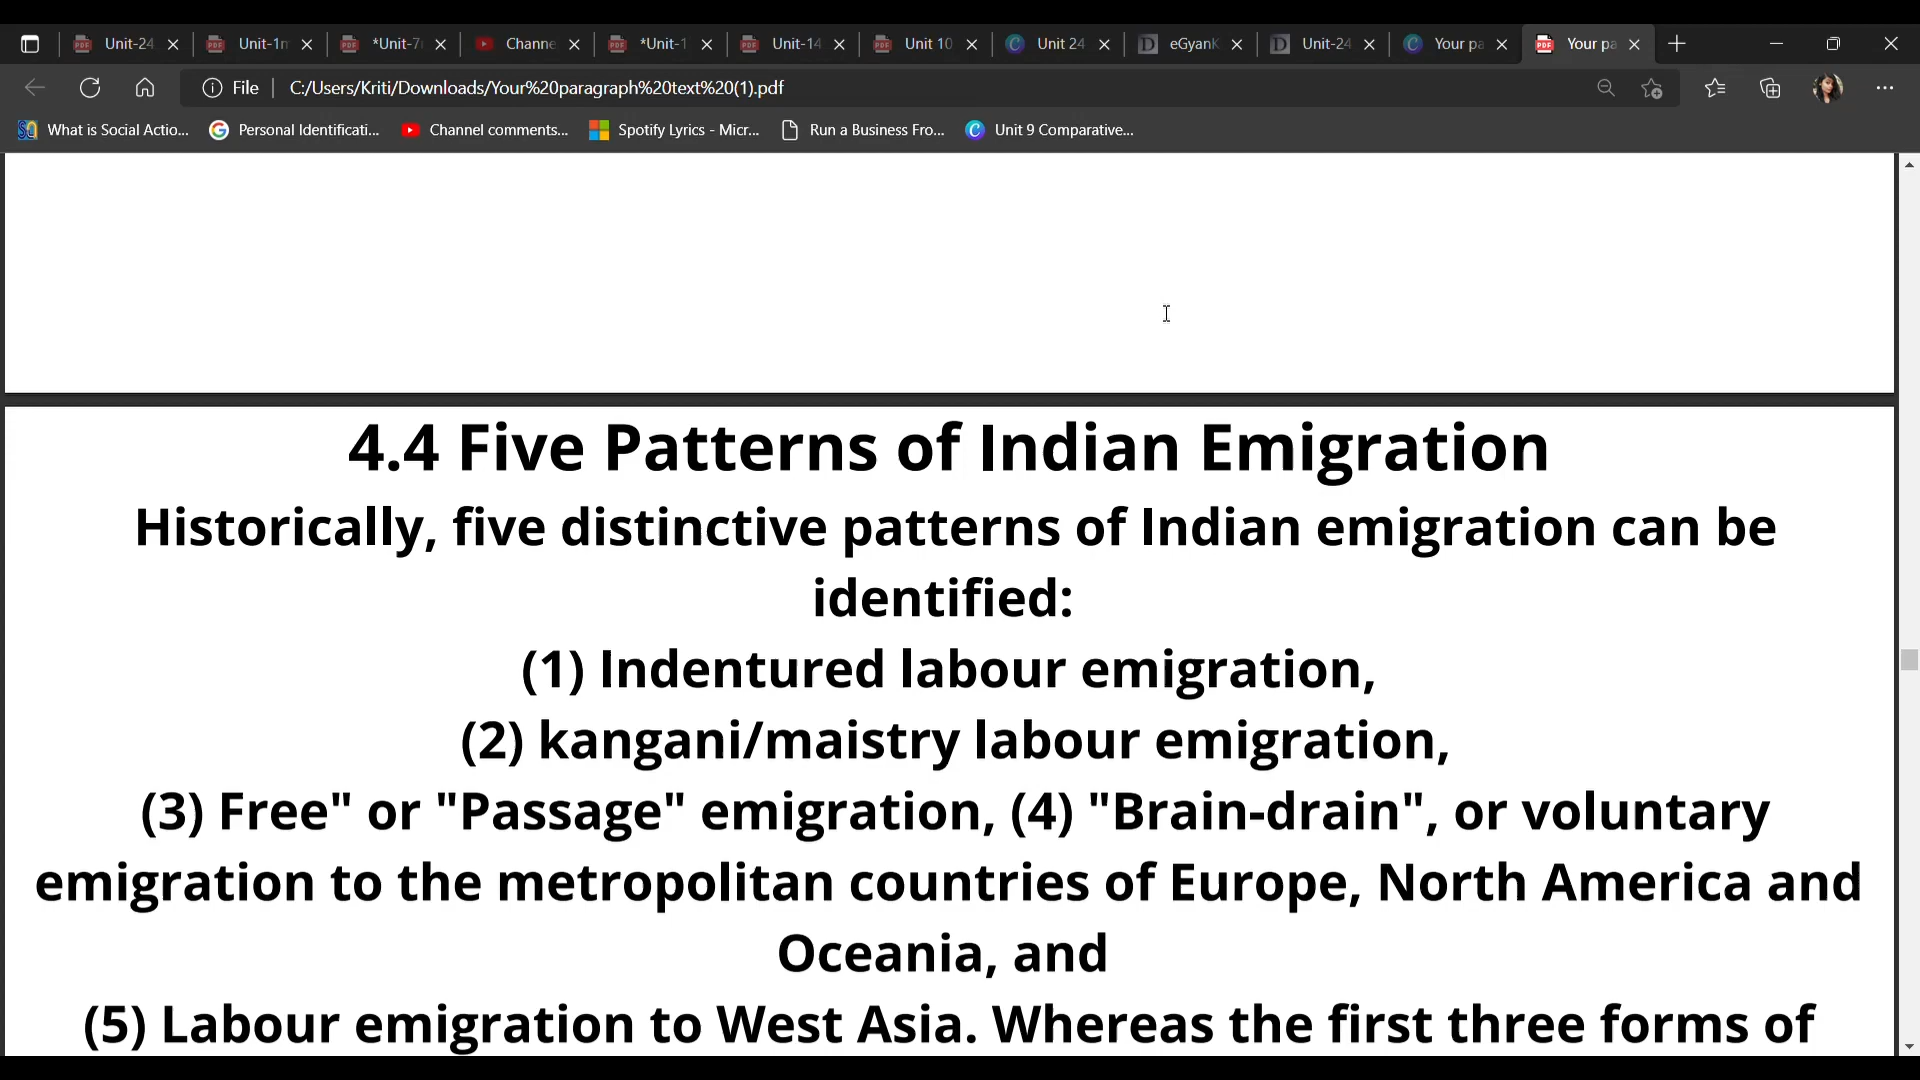 Unit-24
Unit-1m
*Unit-7
Channe
*Unit-1
Unit-14
Unit 10
Unit 24
eGyanK
Unit-24
Your pa
Your pa
File
C:/Users/Kriti/Downloads/Your%20paragraph%20text%20(1).pdf
What is Social Actio...
Personal Identificati...
Channel comments...
Spotify Lyrics - Micr...
Run a Business Fro...
Unit 9 Comparative...
4.4 Five Patterns of Indian Emigration
Historically, five distinctive patterns of Indian emigration can be
identified:
(1) Indentured labour emigration,
(2) kangani/maistry labour emigration,
(3) Free" or "Passage" emigration, (4) "Brain-drain", or voluntary
emigration to the metropolitan countries of Europe, North America and
Oceania, and
(5) Labour emigration to West Asia. Whereas the first three forms of